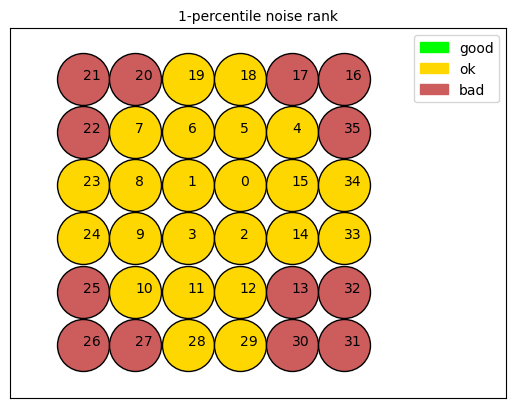 1-percentile noise rank
good
ok
bad
21 20 19 18 17 16
22 7 6 5 4 35
23 8 1 0 15 34
24 9 3 2 14 33
25 10 11 12 13 32
26 27 28 29 30 31